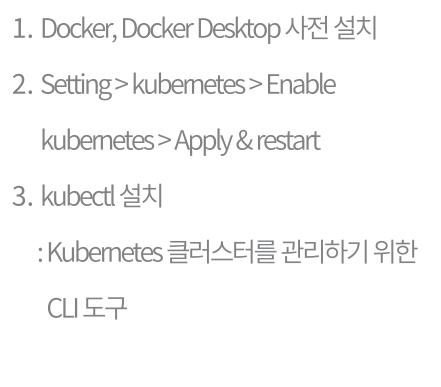 1. Docker, Docker Desktop 사전 설치
2. Setting > kubernetes > Enable
kubernetes > Apply & restart
3. kubectl 설치
: Kubernetes 클러스터를 관리하기 위한
CLI 도구